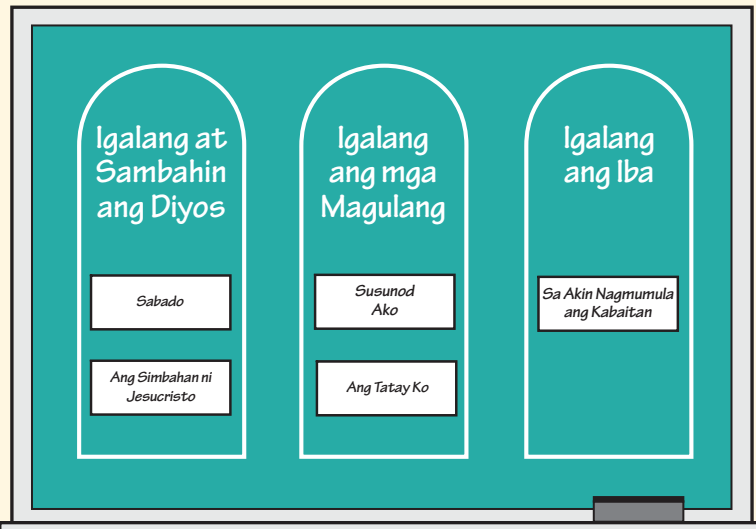 Igalang at
Sambahin
ang Diyos
Sabado
Ang Simbahan ni
Jesucristo
Igalang
ang mga
Magulang
Susunod
Ako
Ang Tatay Ko
Igalang
ang Iba
Sa Akin Nagmumula
ang Kabaitan